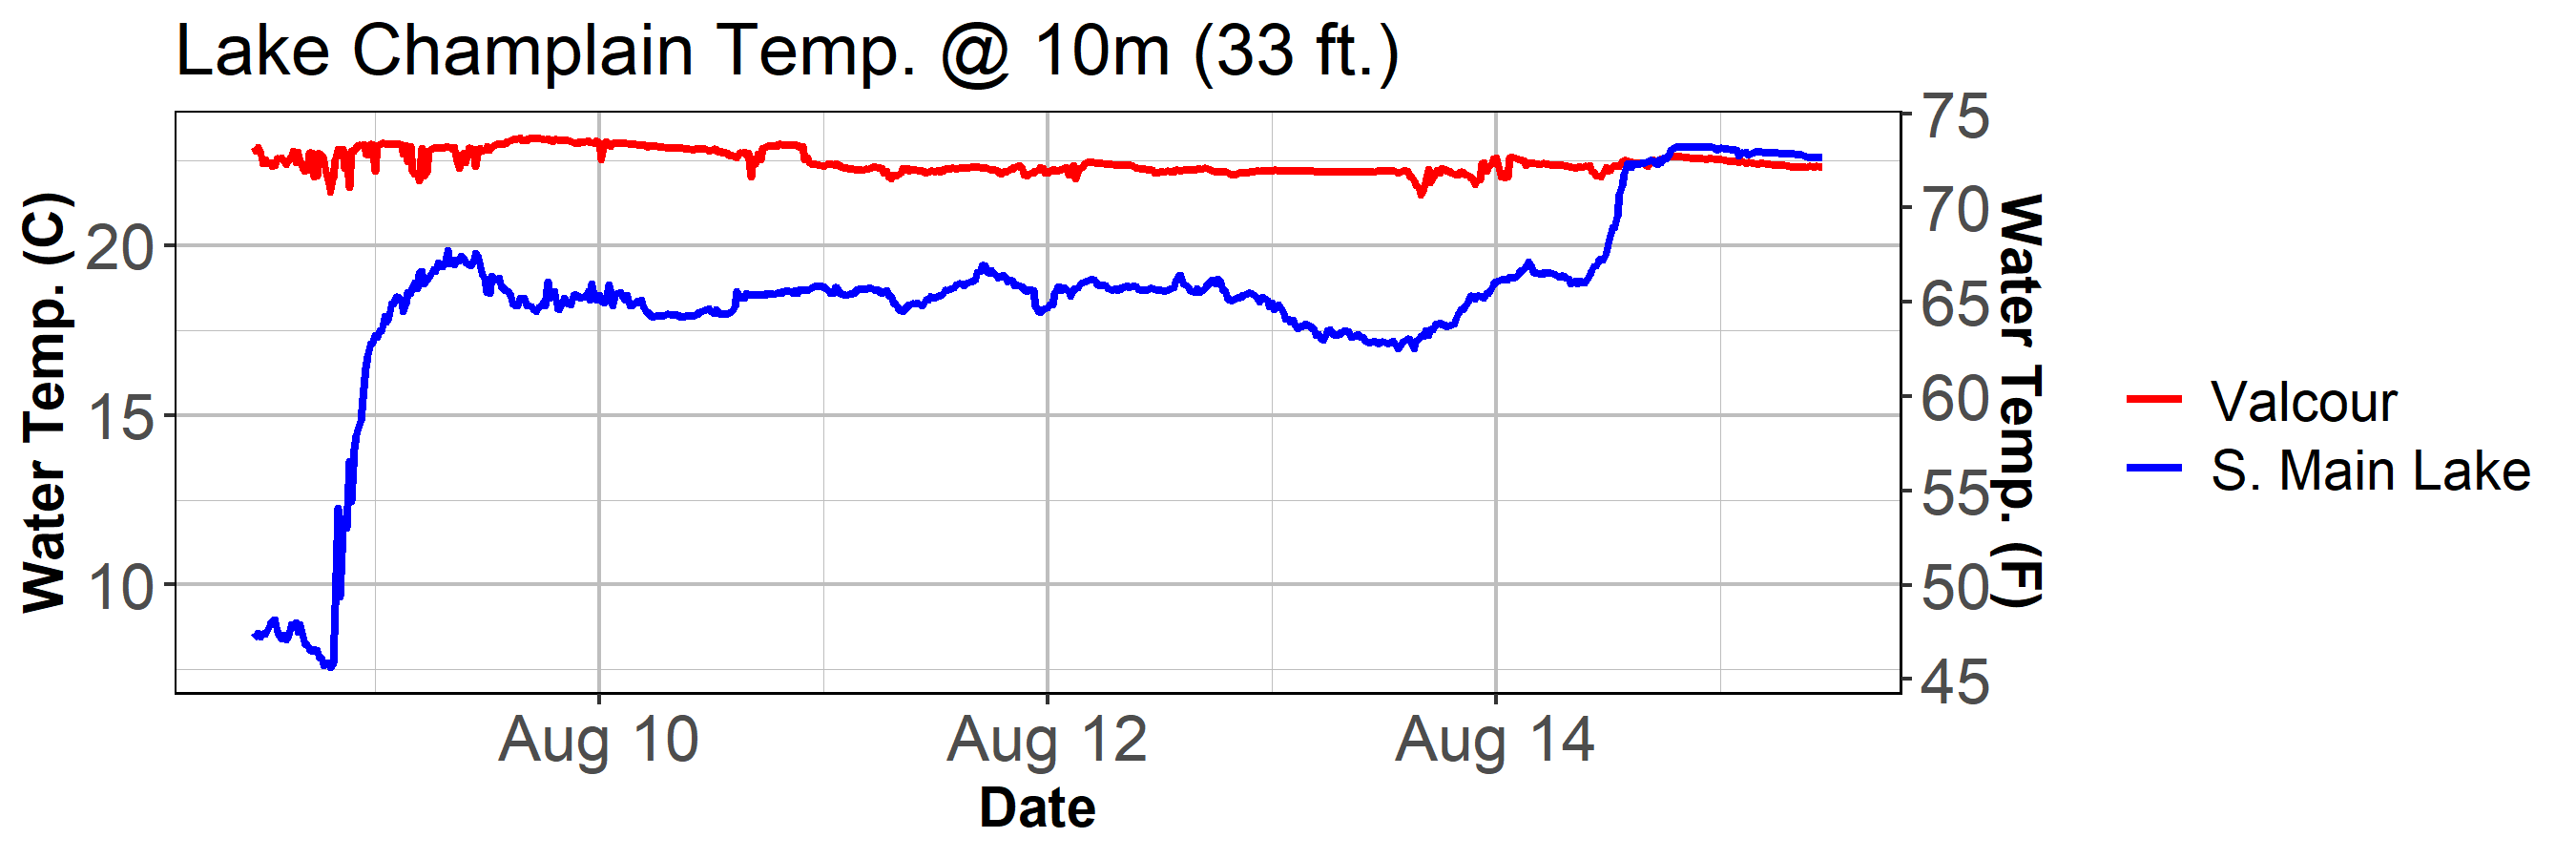 Lake Champlain Temp. @ 10m (33 ft.)
Water Temp. (C)
20
15
10
75
70
65
60
55
50
45
Water Temp. (F)
Aug 10
Aug 12
Aug 14
Date
Valcour
S. Main Lake